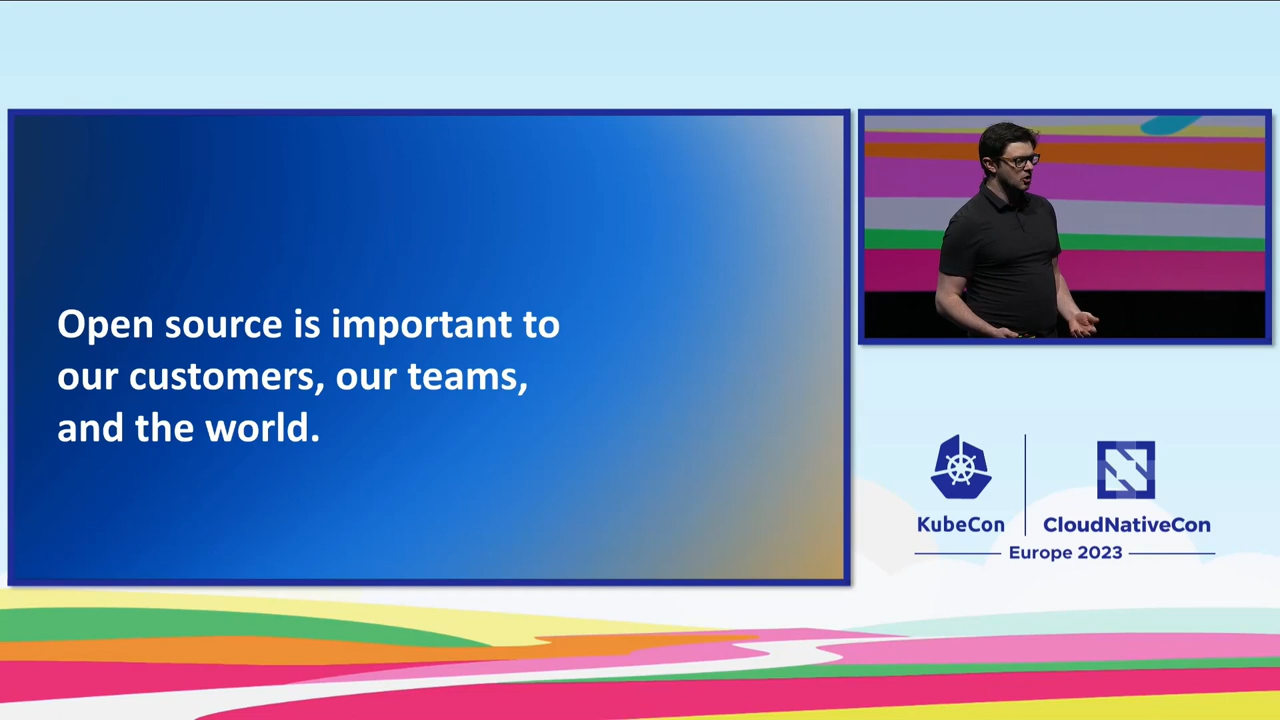 Open source is important to
our customers, our teams,
and the world.
KubeCon
CloudNativeCon
Europe 2023